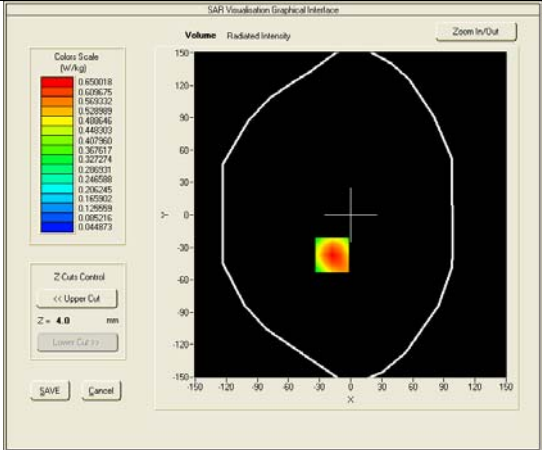 SAR Visualisation Graphical Interface
Volume Radiated Intensity
Zoom In/Out
Colors Scale
(W/kg)
0.650018
0.609675
0.569332
0.528989
0.488646
0.448303
0.407960
0.367617
0.327274
0.286931
0.246588
0.206245
0.165902
0.125559
0.085216
0.044873
Z Cuts Control
<< Upper Cut
Z = 4.0 mm
Lower Cut >>
SAVE Cancel
150
120
90
60
30
0
-30
-60
-90
-120
-150
Y
-150 -120 -90 -60 -30 0 30 60 90 120 150
X